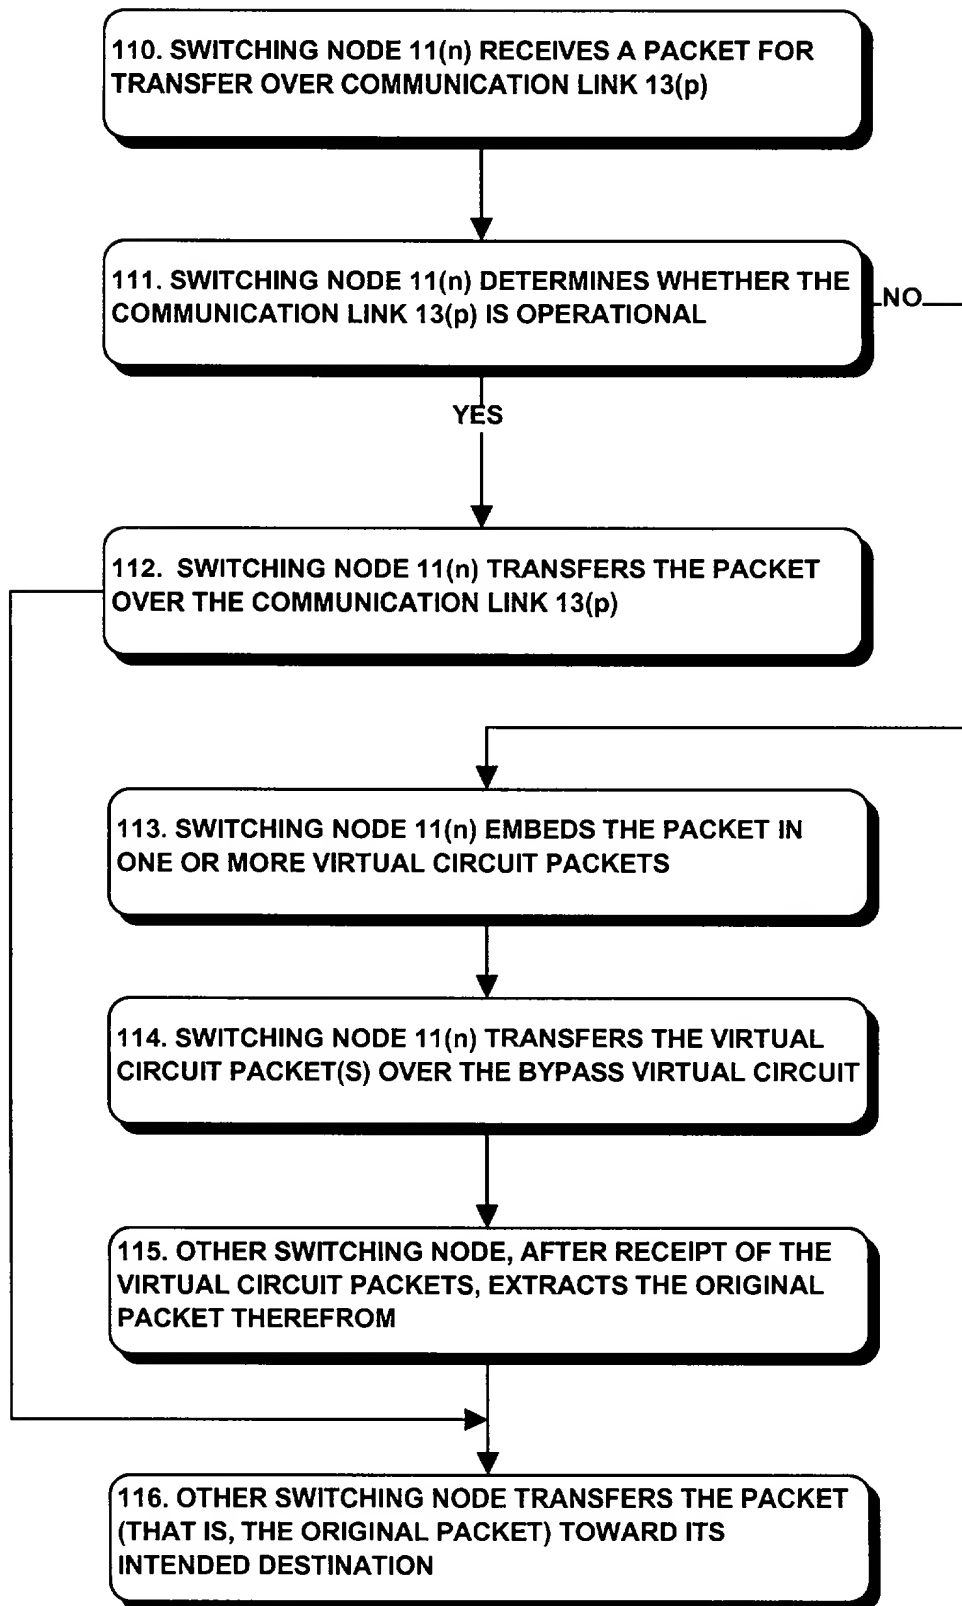 110. SWITCHING NODE 11(n) RECEIVES A PACKET FOR
TRANSFER OVER COMMUNICATION LINK 13(p)
111. SWITCHING NODE 11(n) DETERMINES WHETHER THE
COMMUNICATION LINK 13(p) IS OPERATIONAL
NO
YES
112. SWITCHING NODE 11(n) TRANSFERS THE PACKET
OVER THE COMMUNICATION LINK 13(p)
113. SWITCHING NODE 11(n) EMBEDS THE PACKET IN
ONE OR MORE VIRTUAL CIRCUIT PACKETS
114. SWITCHING NODE 11(n) TRANSFERS THE VIRTUAL
CIRCUIT PACKET(S) OVER THE BYPASS VIRTUAL CIRCUIT
115. OTHER SWITCHING NODE, AFTER RECEIPT OF THE
VIRTUAL CIRCUIT PACKETS, EXTRACTS THE ORIGINAL
PACKET THEREFROM
116. OTHER SWITCHING NODE TRANSFERS THE PACKET
(THAT IS, THE ORIGINAL PACKET) TOWARD ITS
INTENDED DESTINATION